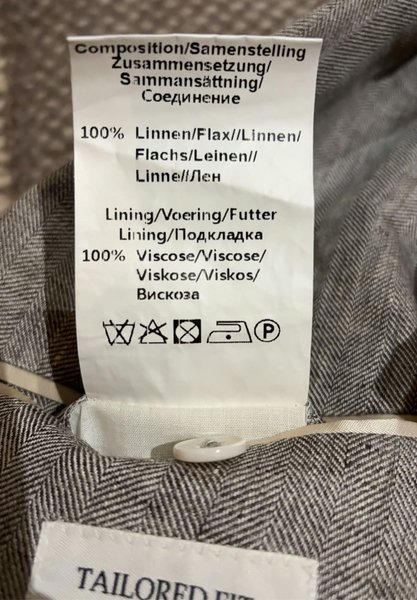 Composition/Samenstelling
Zusammensetzung/
Sammansättning/
Соединение
100% Linnen/Flax//Linnen/
Flachs/Leinen//
Linne//Лен
Lining/Voering/Futter
Lining/Подкладка
100% Viscose/Viscose/
Viskose/Viskos/
Вискоза
P
TAILORED FIT